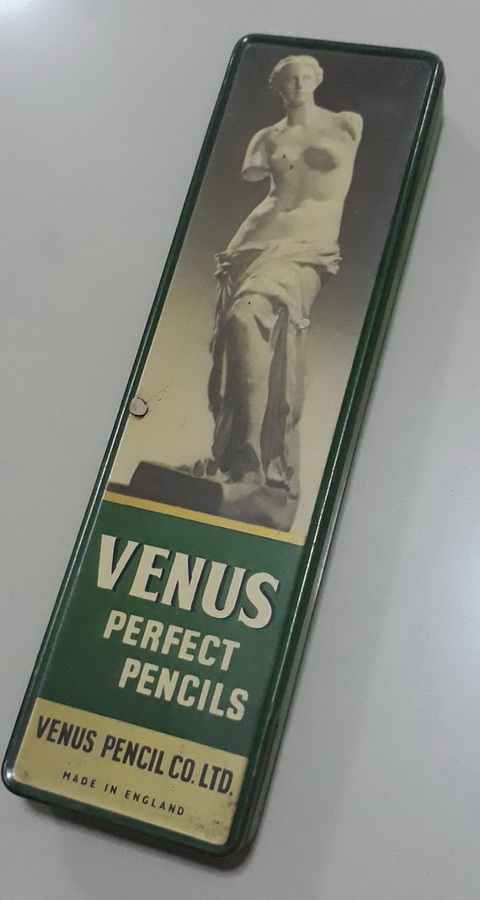 VENUS
PERFECT
PENCILS
VENUS PENCIL CO. LTD.
MADE IN ENGLAND